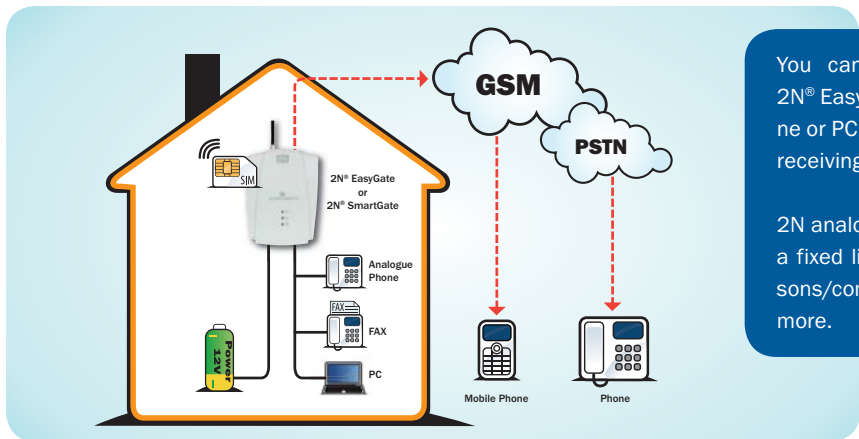 GSM
PSTN
SIM
2N® EasyGate
or
2N® SmartGate
Analogue
Phone
FAX
FAX
PC
Power
12V
Mobile Phone
Phone
You can
2N® Easy
ne or PC
receiving
2N analo
a fixed li
sons/con
more.